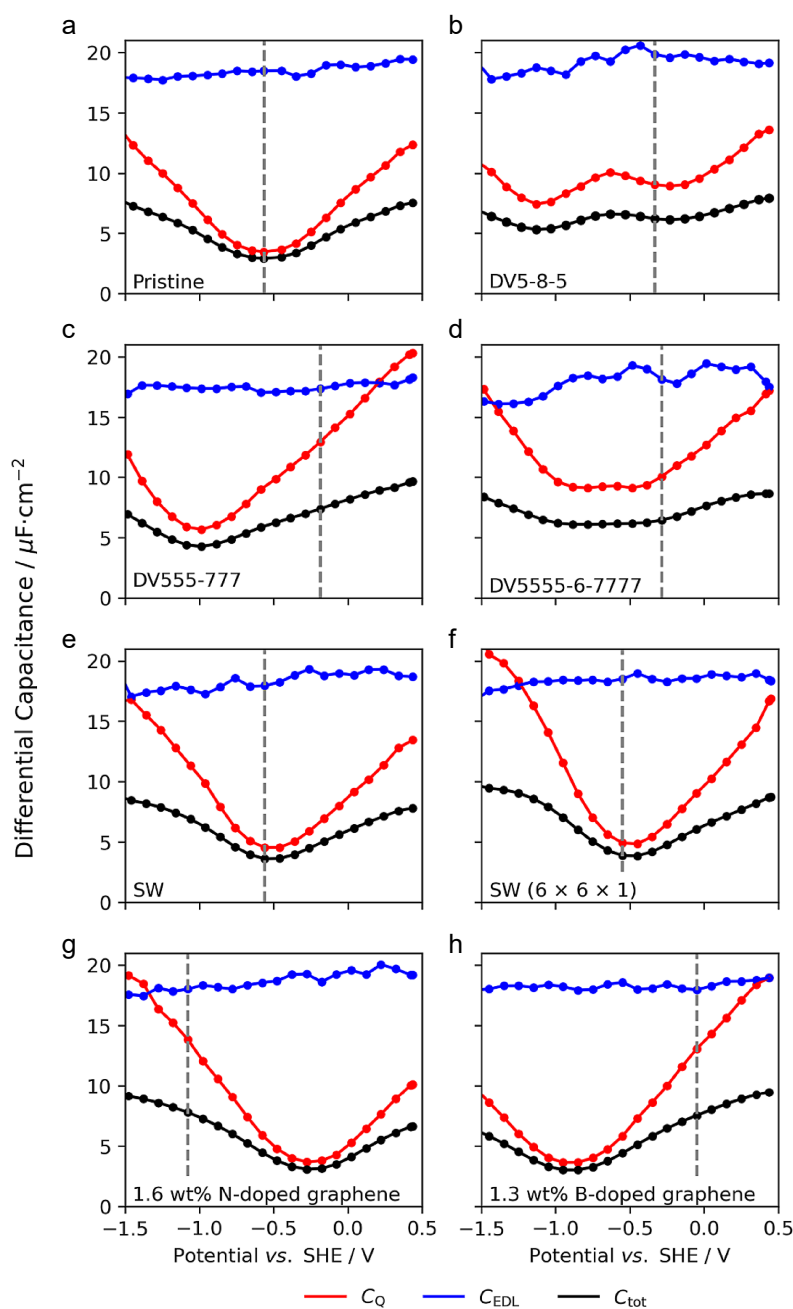 a
b
20
15
10
5
0
Pristine
DV5-8-5
c
d
20
15
10
5
0
DV555-777
DV5555-6-7777
e
f
20
15
10
5
0
SW
SW (6 × 6 × 1)
g
h
20
15
10
5
0
1.6 wt% N-doped graphene
1.3 wt% B-doped graphene
−1.5 −1.0 −0.5 0.0 0.5
−1.5 −1.0 −0.5 0.0 0.5
Potential vs. SHE / V
Potential vs. SHE / V
Differential Capacitance / μF·cm⁻²
C_Q C_EDL C_tot